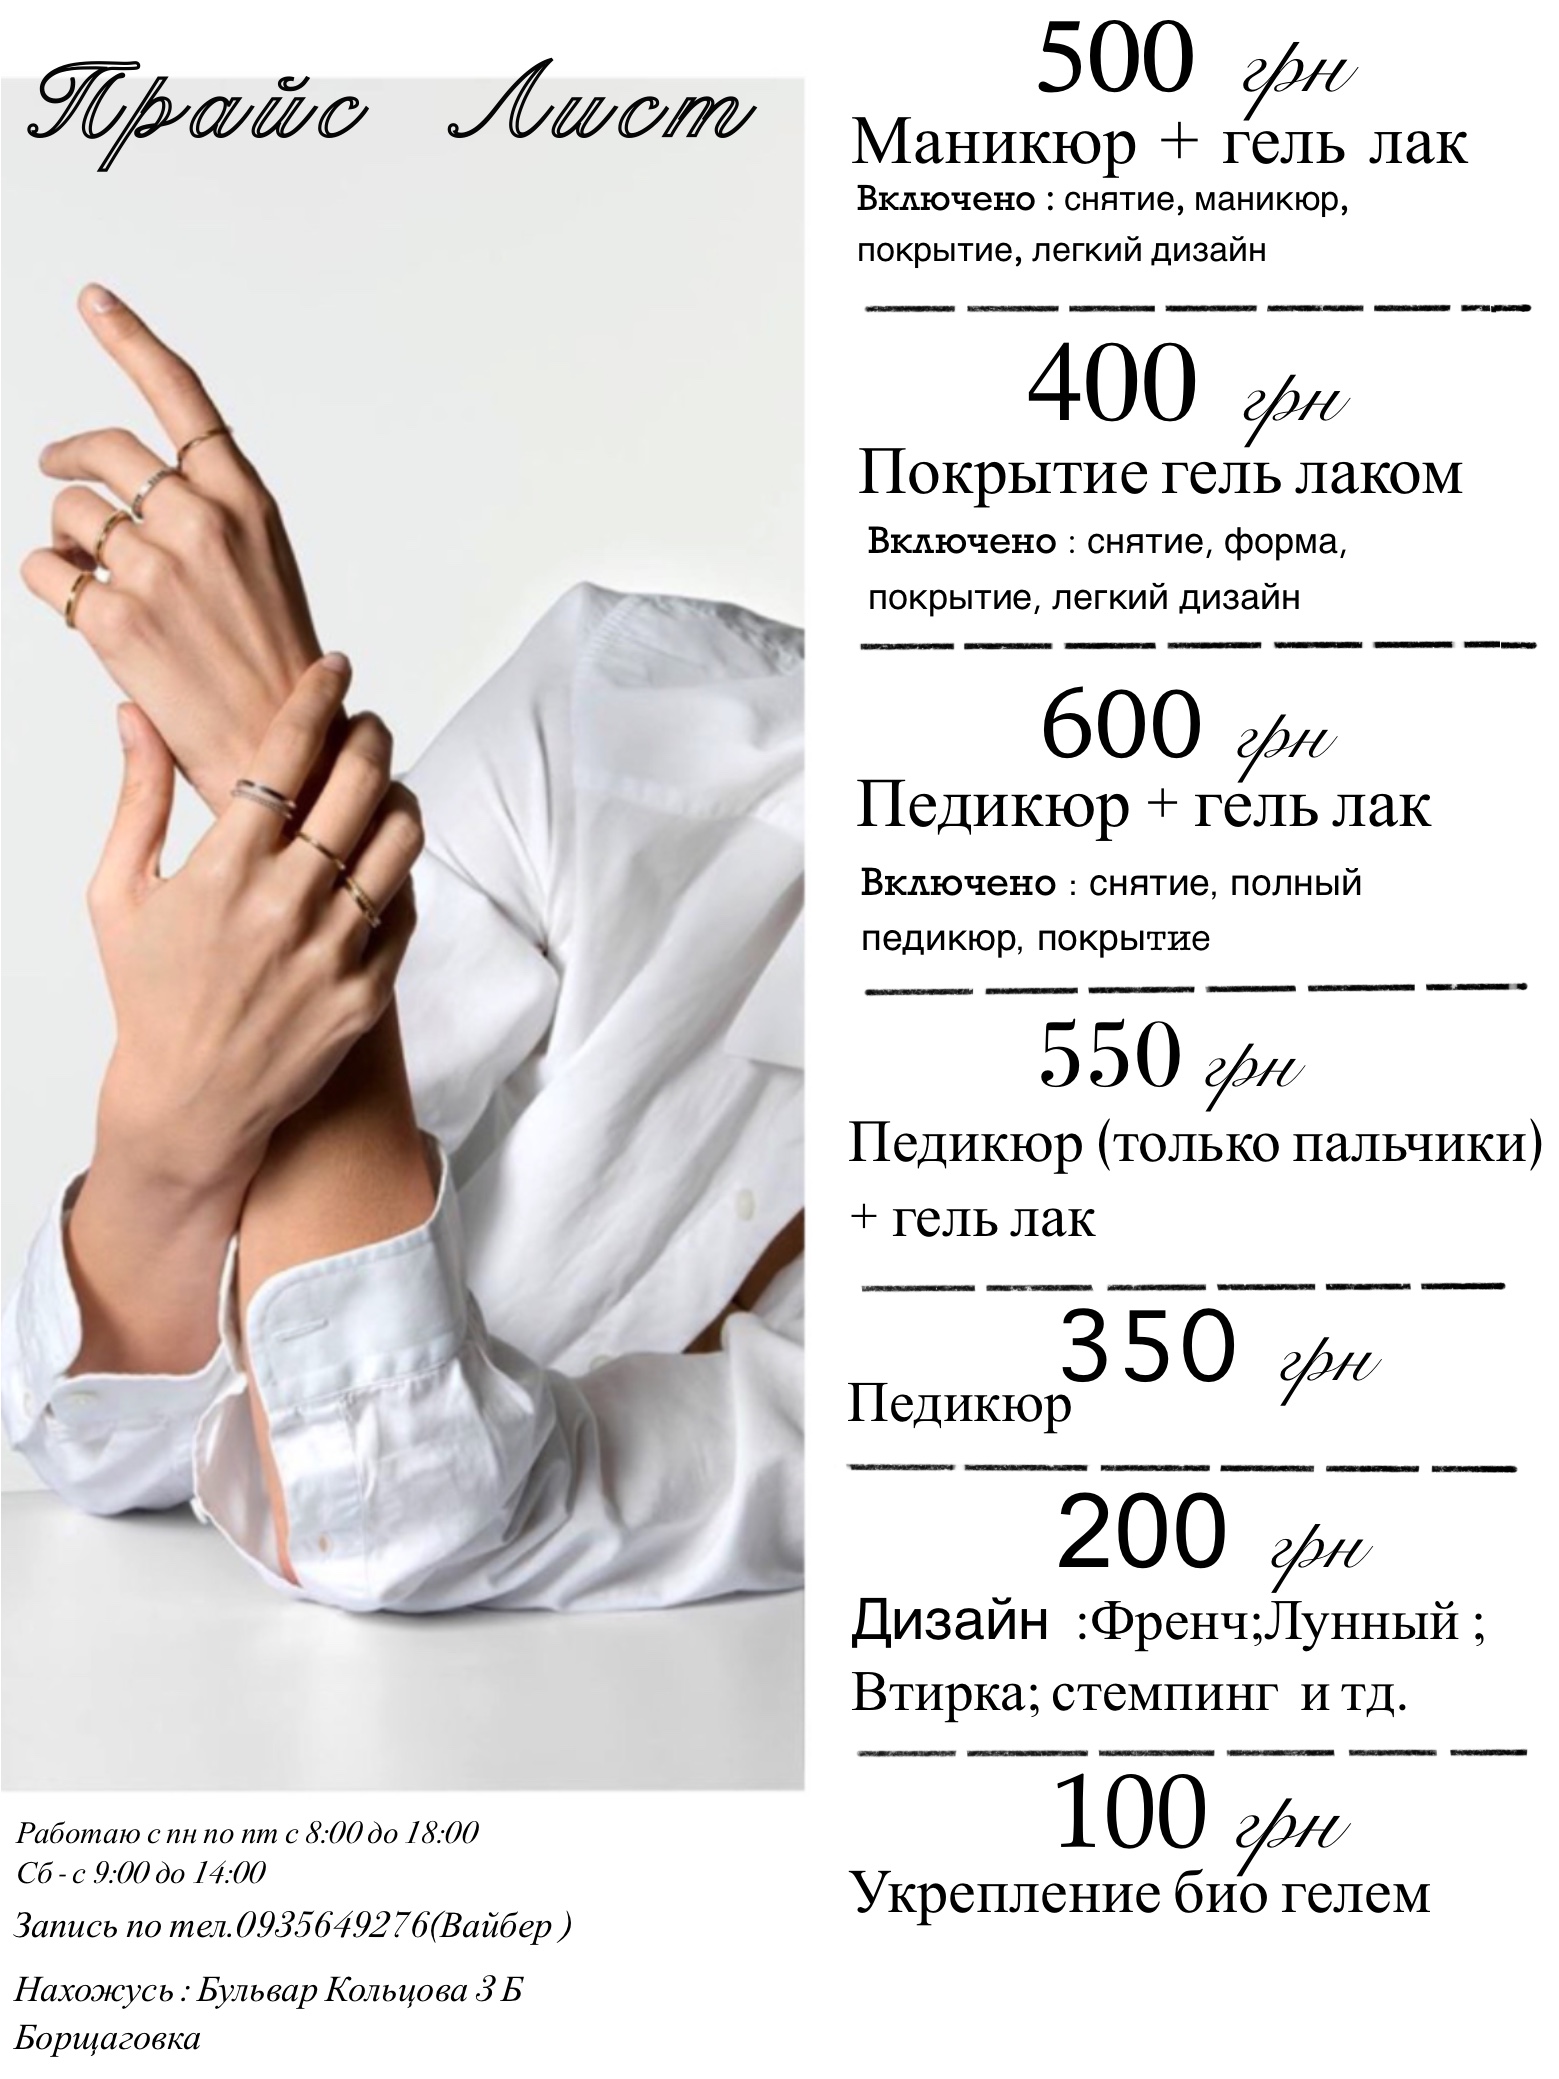 Прайс Лист
500 грн
Маникюр + гель лак
Включено : снятие, маникюр,
покрытие, легкий дизайн
400 грн
Покрытие гель лаком
Включено : снятие, форма,
покрытие, легкий дизайн
600 грн
Педикюр + гель лак
Включено : снятие, полный
педикюр, покрытие
550 грн
Педикюр (только пальчики)
+ гель лак
350 грн
Педикюр
200 грн
Дизайн :Френч;Лунный ;
Втирка; стемпинг и тд.
100 грн
Укрепление био гелем
Работаю с пн по пт с 8:00 до 18:00
Сб - с 9:00 до 14:00
Запись по тел.0935649276(Вайбер )
Нахожусь : Бульвар Кольцова 3 Б
Борщаговка